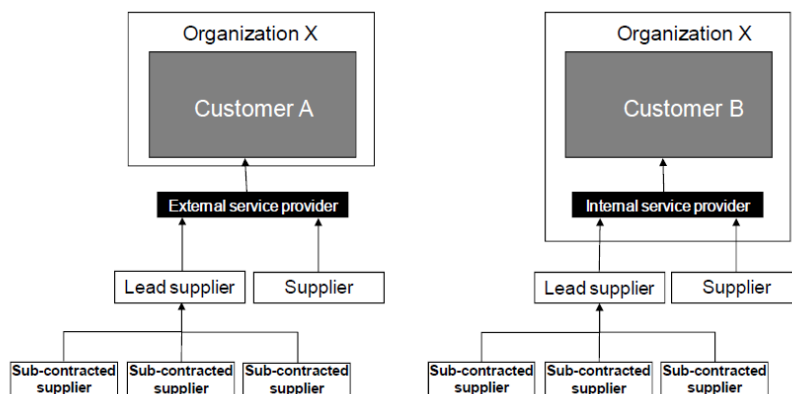 Organization X
Customer A
External service provider
Lead supplier
Supplier
Sub-contracted
supplier
Sub-contracted
supplier
Sub-contracted
supplier
Organization X
Customer B
Internal service provider
Lead supplier
Supplier
Sub-contracted
supplier
Sub-contracted
supplier
Sub-contracted
supplier